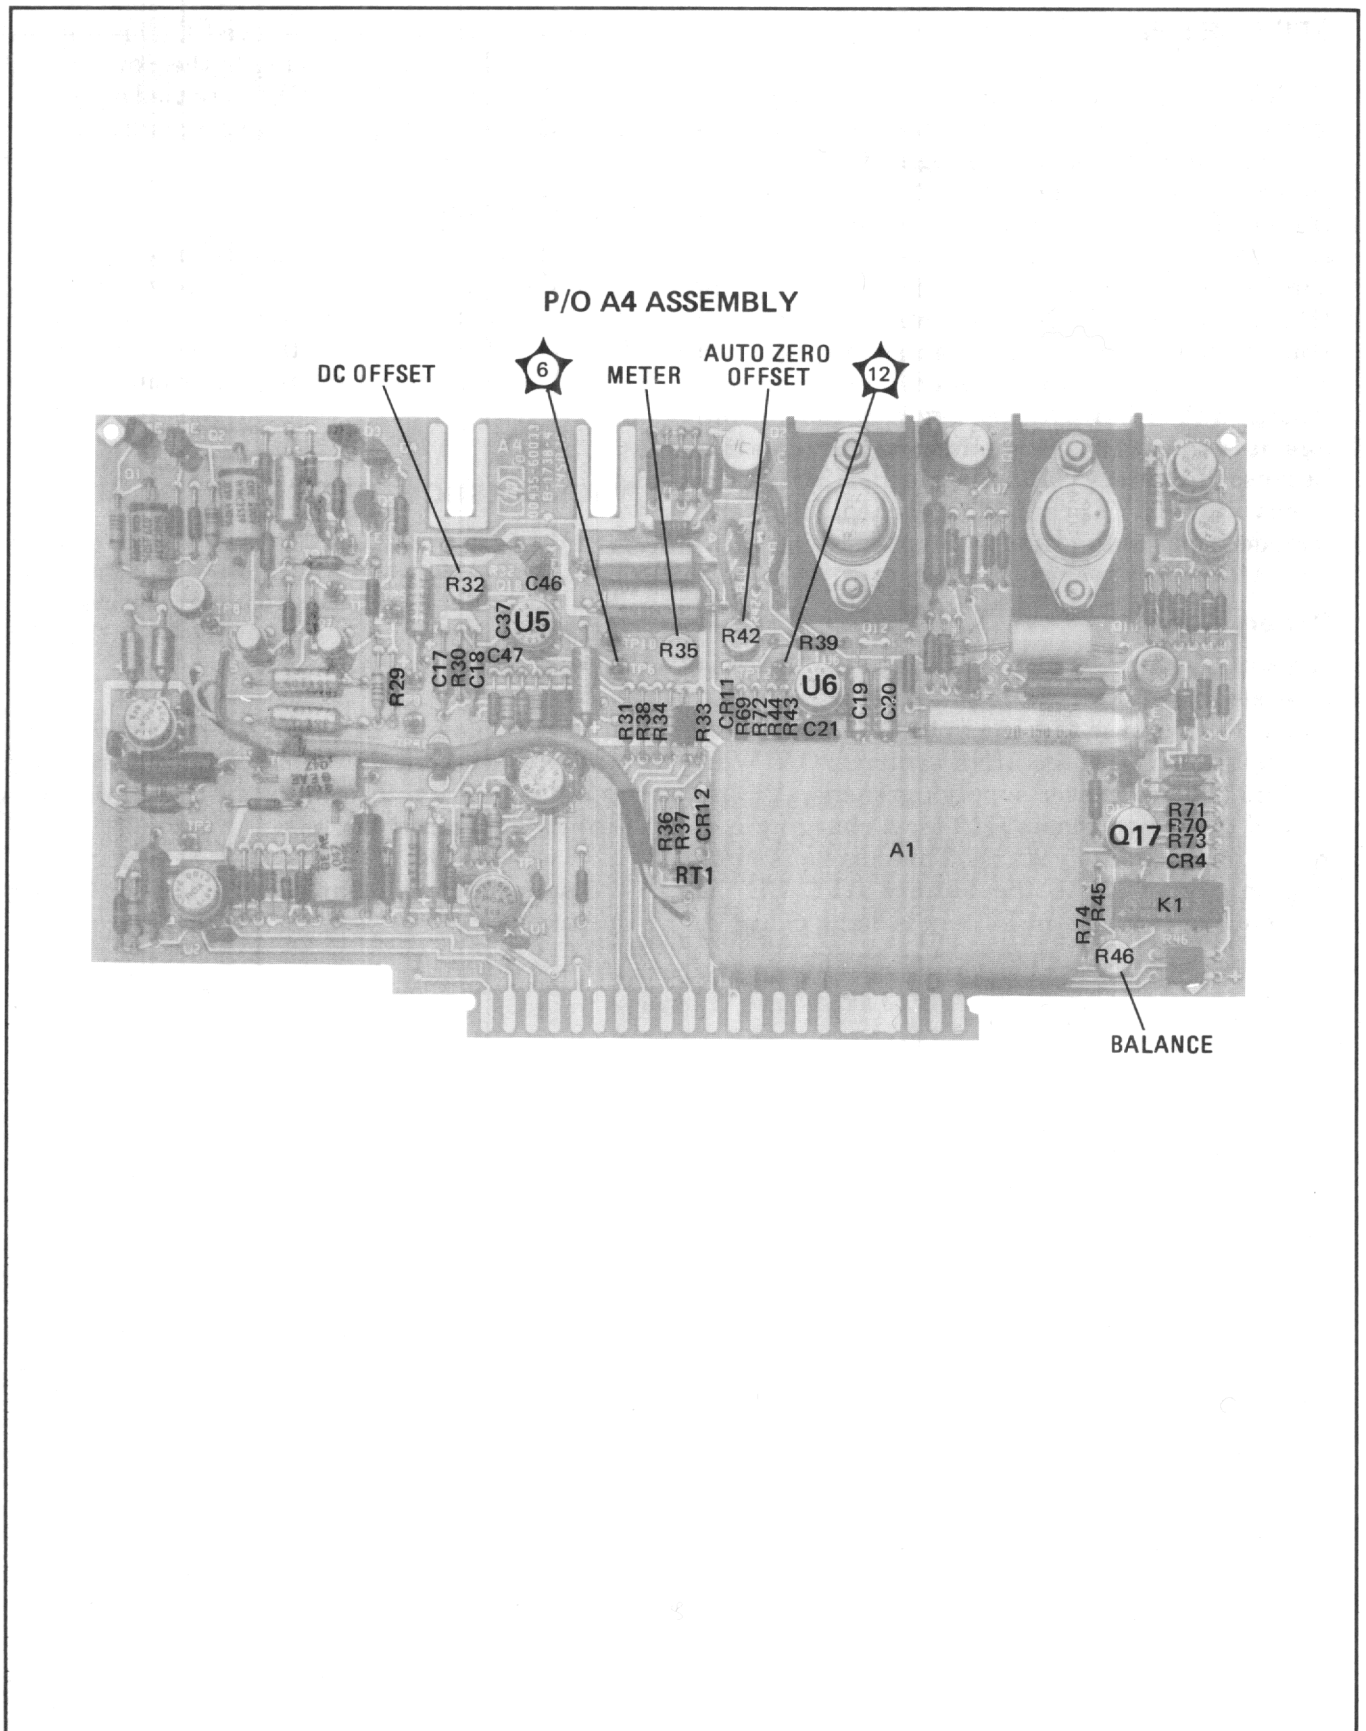 P/O A4 ASSEMBLY
DC OFFSET
6
METER
AUTO ZERO
OFFSET
12
R32
C46
C37
U5
C47
R42
R39
R35
U6
R29
C17
R30
C18
R31
R38
R34
R33
CR11
R69
R72
R44
R43
C21
C19
C20
R36
R37
CR12
RT1
A1
Q17
R71
R70
R73
CR4
K1
R74
R45
R46
BALANCE